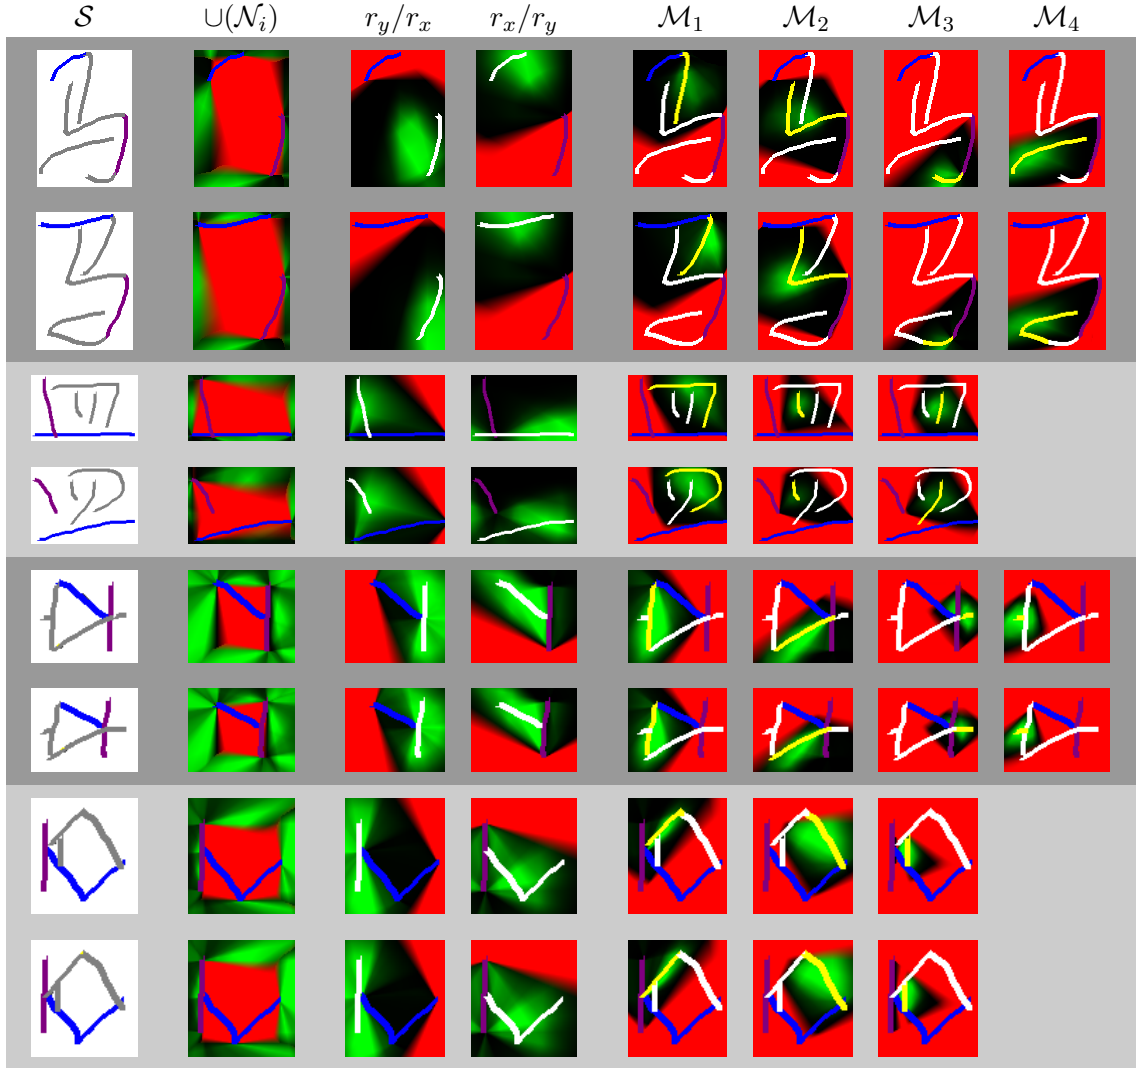 𝒮 ∪(𝒩ᵢ) r_y/r_x r_x/r_y ℳ₁ ℳ₂ ℳ₃ ℳ₄